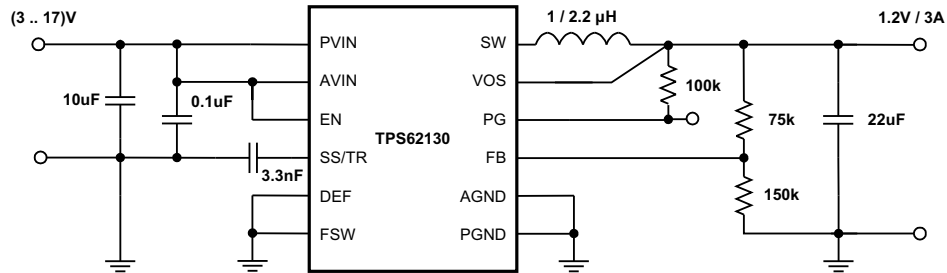 (3 .. 17)V
1 / 2.2 µH
1.2V / 3A
PVIN
SW
AVIN
VOS
10uF
0.1uF
100k
EN
PG
TPS62130
75k
22uF
SS/TR
FB
3.3nF
DEF
AGND
150k
FSW
PGND